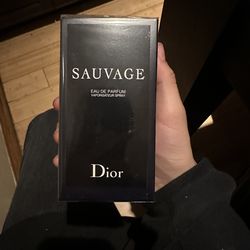 SAUVAGE
EAU DE PARFUM
VAPORISATEUR SPRAY
Dior